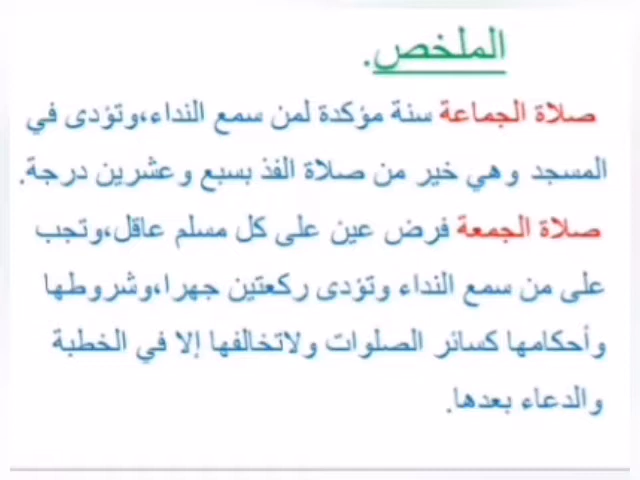 الملخص.
صلاة الجماعة سنة مؤكدة لمن سمع النداء،وتؤدى في
المسجد وهي خير من صلاة الفذ بسبع وعشرين درجة.
صلاة الجمعة فرض عين على كل مسلم عاقل،وتجب
على من سمع النداء وتؤدى ركعتين جهرا،وشروطها
وأحكامها كسائر الصلوات ولاتخالفها إلا في الخطبة
والدعاء بعدها.